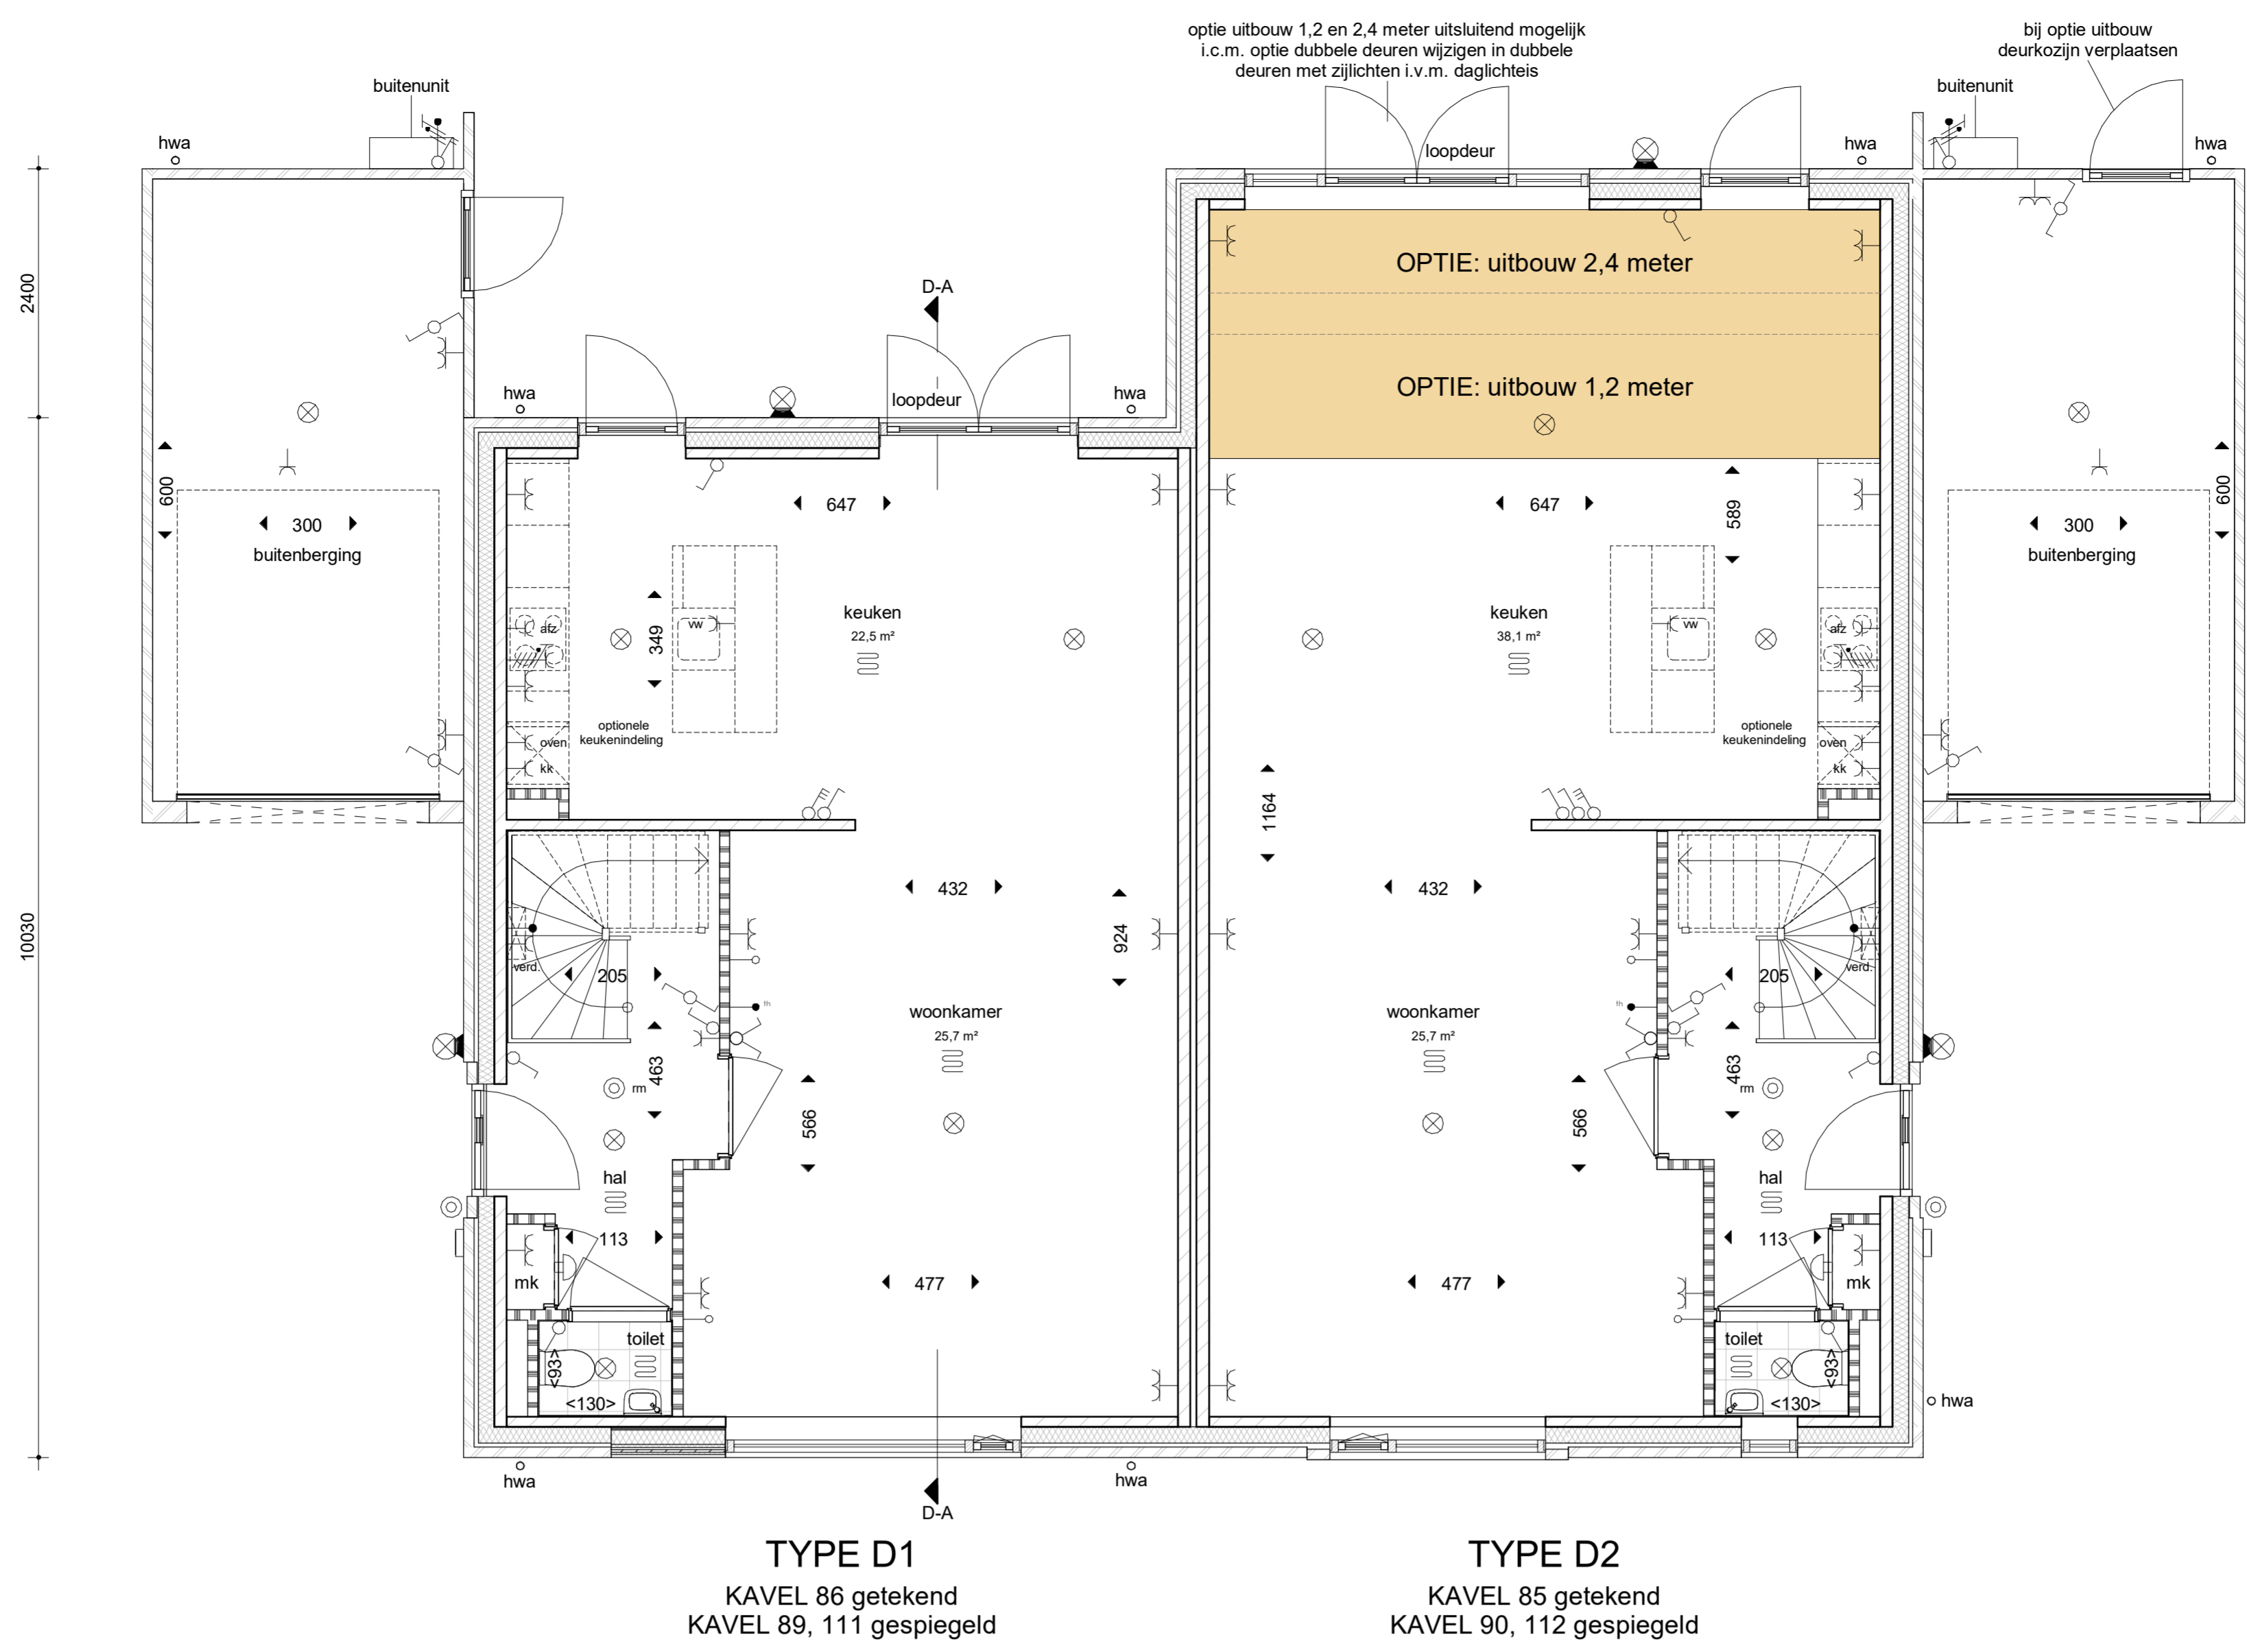 optie uitbouw 1,2 en 2,4 meter uitsluitend mogelijk
i.c.m. optie dubbele deuren wijzigen in dubbele
deuren met zijlichten i.v.m. daglichteis
bij optie uitbouw
deurkozijn verplaatsen
buitenunit
buitenunit
hwa
loopdeur
hwa
hwa
2400
OPTIE: uitbouw 2,4 meter
D-A
OPTIE: uitbouw 1,2 meter
hwa
loopdeur
hwa
600
300
buitenberging
647
647
589
600
300
buitenberging
keuken
22,5 m²
349
vw
afz
keuken
38,1 m²
vw
afz
optionele
keukenindeling
oven
kk
optionele
keukenindeling
oven
kk
1164
10030
432
432
924
verd.
205
205
verd.
th
th
woonkamer
25,7 m²
woonkamer
25,7 m²
463
rm
463
rm
566
566
hal
hal
113
113
mk
477
477
mk
toilet
<93>
<130>
toilet
<93>
<130>
hwa
hwa
hwa
D-A
TYPE D1
KAVEL 86 getekend
KAVEL 89, 111 gespiegeld
TYPE D2
KAVEL 85 getekend
KAVEL 90, 112 gespiegeld